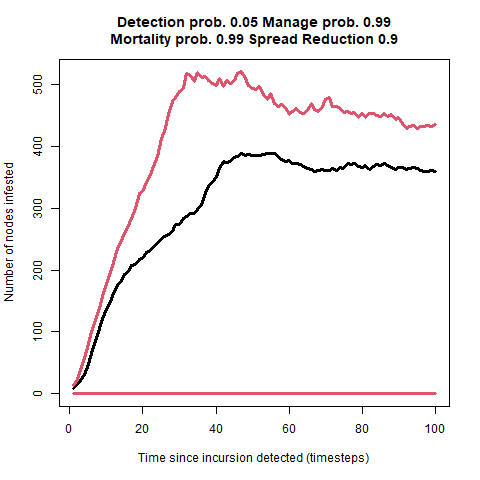 Detection prob. 0.05 Manage prob. 0.99
Mortality prob. 0.99 Spread Reduction 0.9
Number of nodes infested
500
400
300
200
100
0
0 20 40 60 80 100
Time since incursion detected (timesteps)